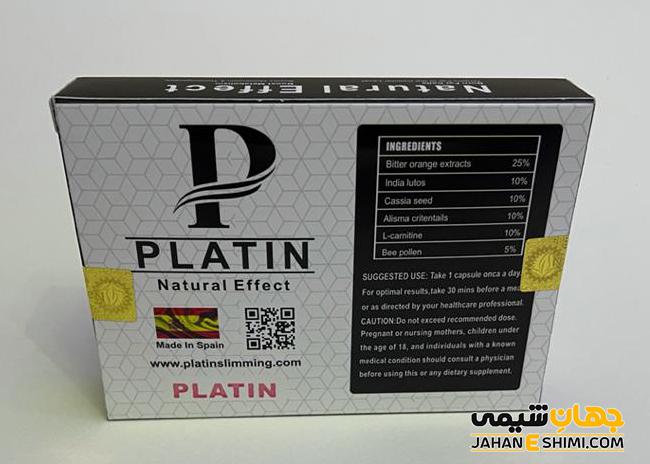 Natural Effect
P
PLATIN
Natural Effect
Made In Spain
www.platinslimming.com
PLATIN
INGREDIENTS
Bitter orange extracts 25%
India lutos 10%
Cassia seed 10%
Alisma critentails 10%
L-carnitine 10%
Bee pollen 5%
SUGGESTED USE: Take 1 capsule onca a day.
For optimal results,take 30 mins before a
or as directed by your healthcare professional.
CAUTION:Do not exceed recommended dose.
Pregnant or nursing mothers, children under
the age of 18, and individuals with a known
medical condition should consult a physician
before using this or any dietary supplement.
جهان شیمی
JAHANESHIMI.COM